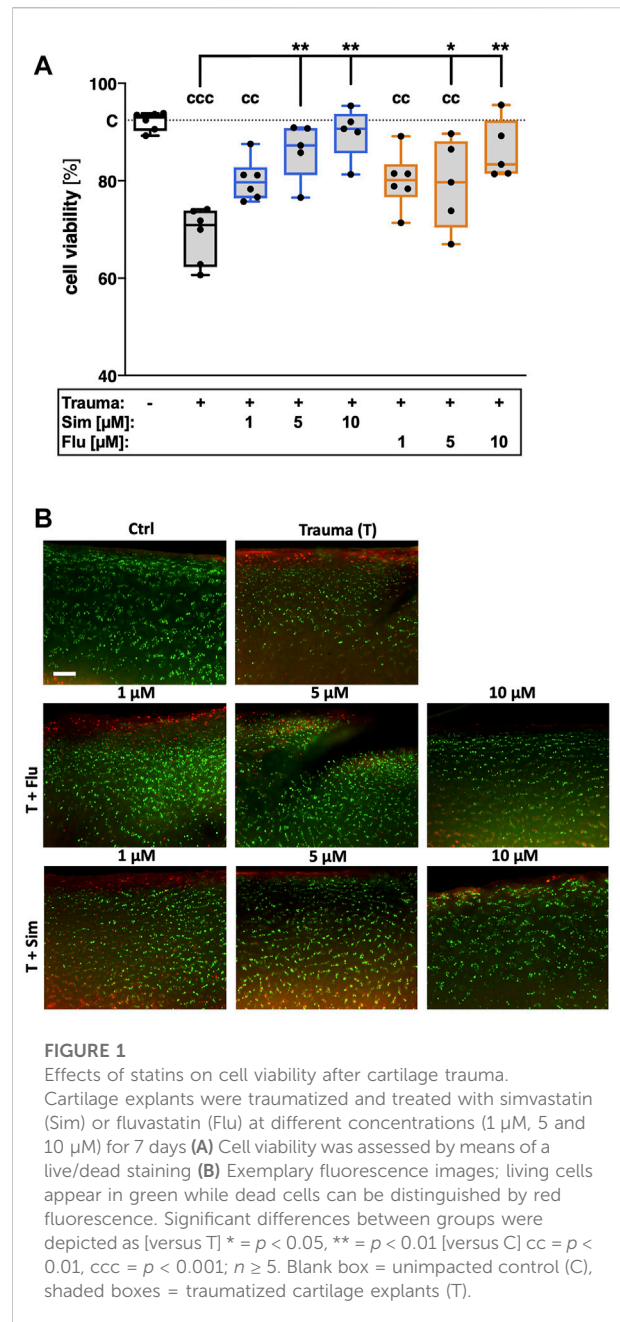 A
** ** * **
100
ccc cc cc cc
C
80
60
40
cell viability [%]
Trauma: - + + + + + + +
Sim [µM]: 1 5 10
Flu [µM]: 1 5 10
B
Ctrl Trauma (T)
1 µM 5 µM 10 µM
T + Flu
1 µM 5 µM 10 µM
T + Sim
FIGURE 1
Effects of statins on cell viability after cartilage trauma.
Cartilage explants were traumatized and treated with simvastatin
(Sim) or fluvastatin (Flu) at different concentrations (1 µM, 5 and
10 µM) for 7 days (A) Cell viability was assessed by means of a
live/dead staining (B) Exemplary fluorescence images; living cells
appear in green while dead cells can be distinguished by red
fluorescence. Significant differences between groups were
depicted as [versus T] * = p < 0.05, ** = p < 0.01 [versus C] cc = p <
0.01, ccc = p < 0.001; n ≥ 5. Blank box = unimpacted control (C),
shaded boxes = traumatized cartilage explants (T).